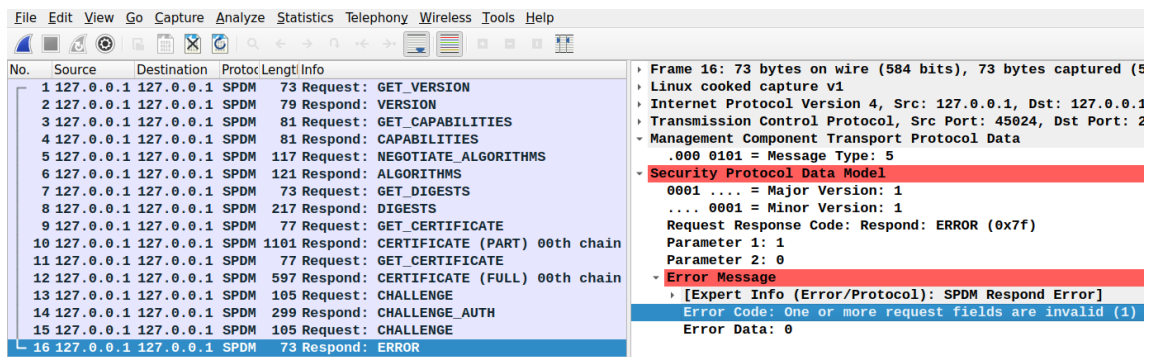 File Edit View Go Capture Analyze Statistics Telephony Wireless Tools Help
No. Source Destination Protoc Lengtl Info
1 127.0.0.1 127.0.0.1 SPDM 73 Request: GET_VERSION
2 127.0.0.1 127.0.0.1 SPDM 79 Respond: VERSION
3 127.0.0.1 127.0.0.1 SPDM 81 Request: GET_CAPABILITIES
4 127.0.0.1 127.0.0.1 SPDM 81 Respond: CAPABILITIES
5 127.0.0.1 127.0.0.1 SPDM 117 Request: NEGOTIATE_ALGORITHMS
6 127.0.0.1 127.0.0.1 SPDM 121 Respond: ALGORITHMS
7 127.0.0.1 127.0.0.1 SPDM 73 Request: GET_DIGESTS
8 127.0.0.1 127.0.0.1 SPDM 217 Respond: DIGESTS
9 127.0.0.1 127.0.0.1 SPDM 77 Request: GET_CERTIFICATE
10 127.0.0.1 127.0.0.1 SPDM 1101 Respond: CERTIFICATE (PART) 00th chain
11 127.0.0.1 127.0.0.1 SPDM 77 Request: GET_CERTIFICATE
12 127.0.0.1 127.0.0.1 SPDM 597 Respond: CERTIFICATE (FULL) 00th chain
13 127.0.0.1 127.0.0.1 SPDM 105 Request: CHALLENGE
14 127.0.0.1 127.0.0.1 SPDM 299 Respond: CHALLENGE_AUTH
15 127.0.0.1 127.0.0.1 SPDM 105 Request: CHALLENGE
16 127.0.0.1 127.0.0.1 SPDM 73 Respond: ERROR
Frame 16: 73 bytes on wire (584 bits), 73 bytes captured (5
Linux cooked capture v1
Internet Protocol Version 4, Src: 127.0.0.1, Dst: 127.0.0.1
Transmission Control Protocol, Src Port: 45024, Dst Port: 2
Management Component Transport Protocol Data
.000 0101 = Message Type: 5
Security Protocol Data Model
0001 .... = Major Version: 1
.... 0001 = Minor Version: 1
Request Response Code: Respond: ERROR (0x7f)
Parameter 1: 1
Parameter 2: 0
Error Message
[Expert Info (Error/Protocol): SPDM Respond Error]
Error Code: One or more request fields are invalid (1)
Error Data: 0